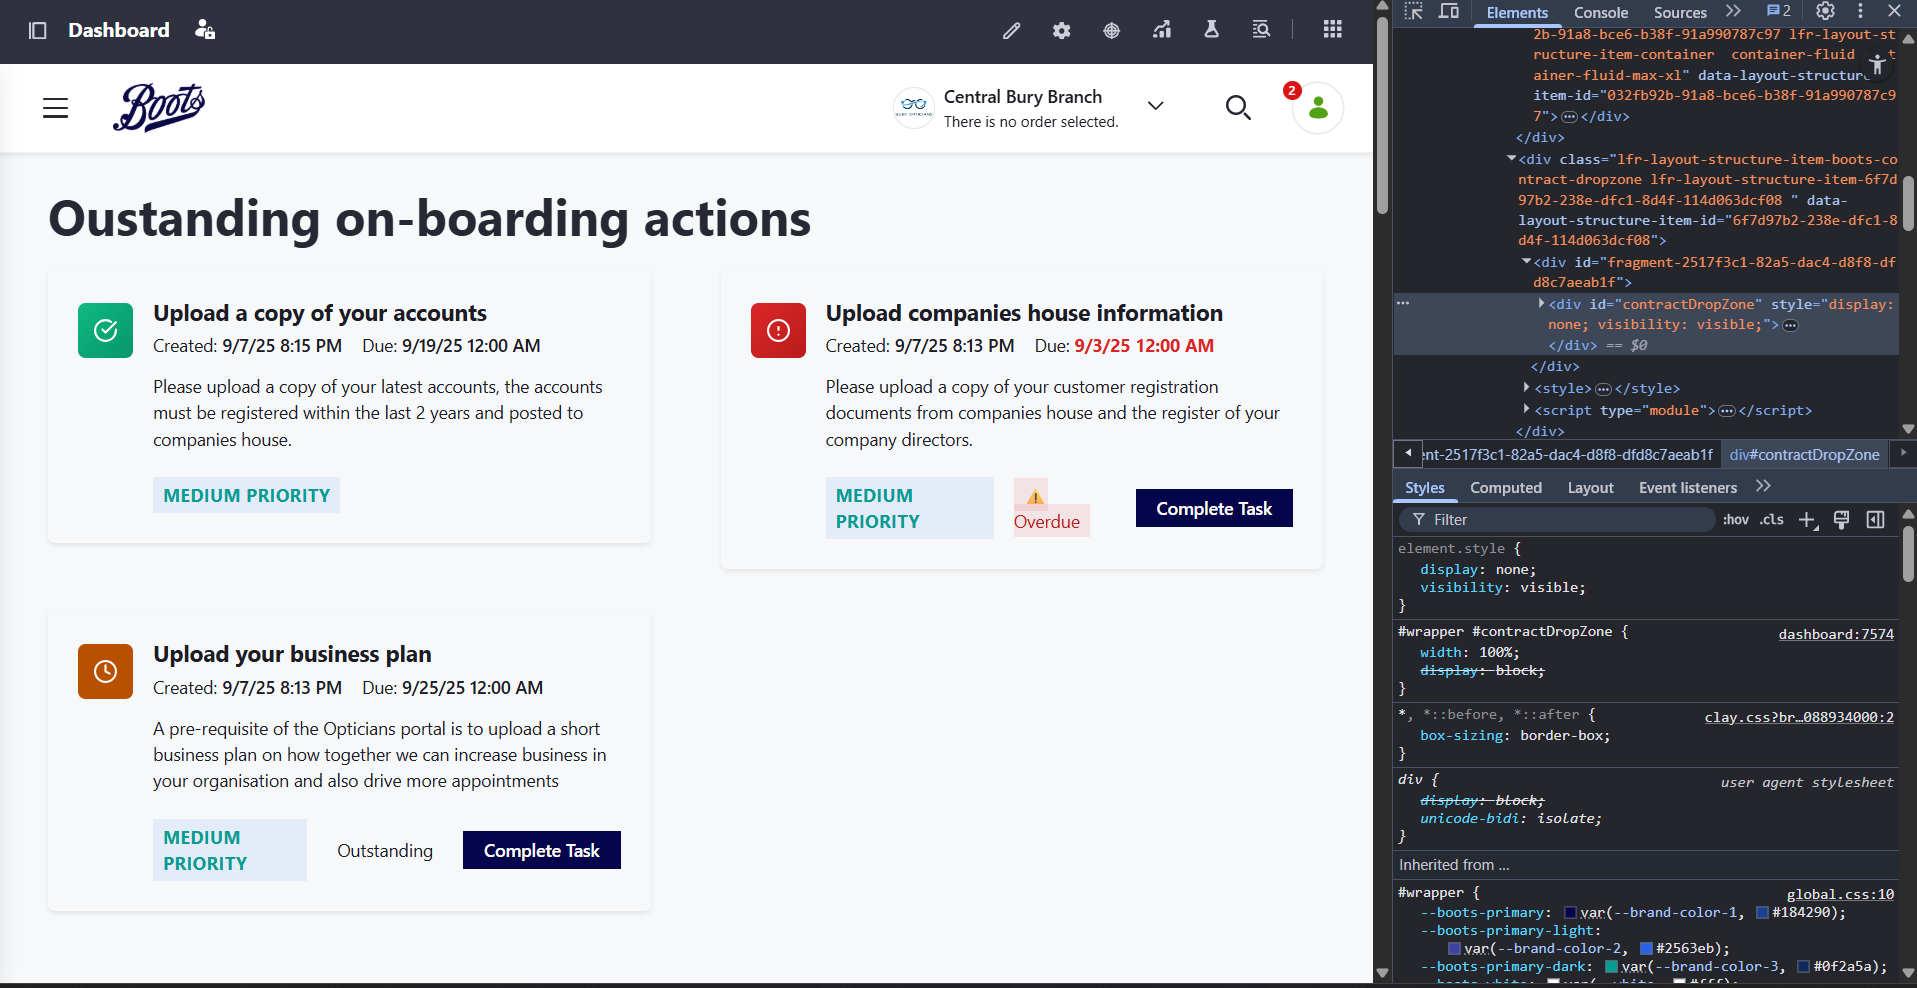 Dashboard
Boots
BURY OPTICIANS
Central Bury Branch
There is no order selected.
2
Oustanding on-boarding actions
Upload a copy of your accounts
Created: 9/7/25 8:15 PM Due: 9/19/25 12:00 AM
Please upload a copy of your latest accounts, the accounts
must be registered within the last 2 years and posted to
companies house.
MEDIUM PRIORITY
Upload companies house information
Created: 9/7/25 8:13 PM Due: 9/3/25 12:00 AM
Please upload a copy of your customer registration
documents from companies house and the register of your
company directors.
MEDIUM
PRIORITY
Overdue
Complete Task
Upload your business plan
Created: 9/7/25 8:13 PM Due: 9/25/25 12:00 AM
A pre-requisite of the Opticians portal is to upload a short
business plan on how together we can increase business in
your organisation and also drive more appointments
MEDIUM
PRIORITY
Outstanding
Complete Task
Elements Console Sources 2
2b-91a8-bce6-b38f-91a990787c97 lfr-layout-st
ructure-item-container container-fluid
ainer-fluid-max-xl" data-layout-structure
item-id="032fb92b-91a8-bce6-b38f-91a990787c9
7">…</div>
</div>
<div class="lfr-layout-structure-item-boots-co
ntract-dropzone lfr-layout-structure-item-6f7d
97b2-238e-dfc1-8d4f-114d063dcf08 " data-
layout-structure-item-id="6f7d97b2-238e-dfc1-8
d4f-114d063dcf08">
<div id="fragment-2517f3c1-82a5-dac4-d8f8-df
d8c7aeab1f">
<div id="contractDropZone" style="display:
none; visibility: visible;">…
</div> == $0
</div>
<style>…</style>
<script type="module">…</script>
</div>
ent-2517f3c1-82a5-dac4-d8f8-dfd8c7aeab1f div#contractDropZone
Styles Computed Layout Event listeners
Filter :hov .cls
element.style {
display: none;
visibility: visible;
}
#wrapper #contractDropZone { dashboard:7574
width: 100%;
display: block;
}
*, *::before, *::after { clay.css?br…088934000:2
box-sizing: border-box;
}
div { user agent stylesheet
display: block;
unicode-bidi: isolate;
}
Inherited from ...
#wrapper { global.css:10
--boots-primary: var(--brand-color-1, #184290);
--boots-primary-light:
var(--brand-color-2, #2563eb);
--boots-primary-dark: var(--brand-color-3, #0f2a5a);